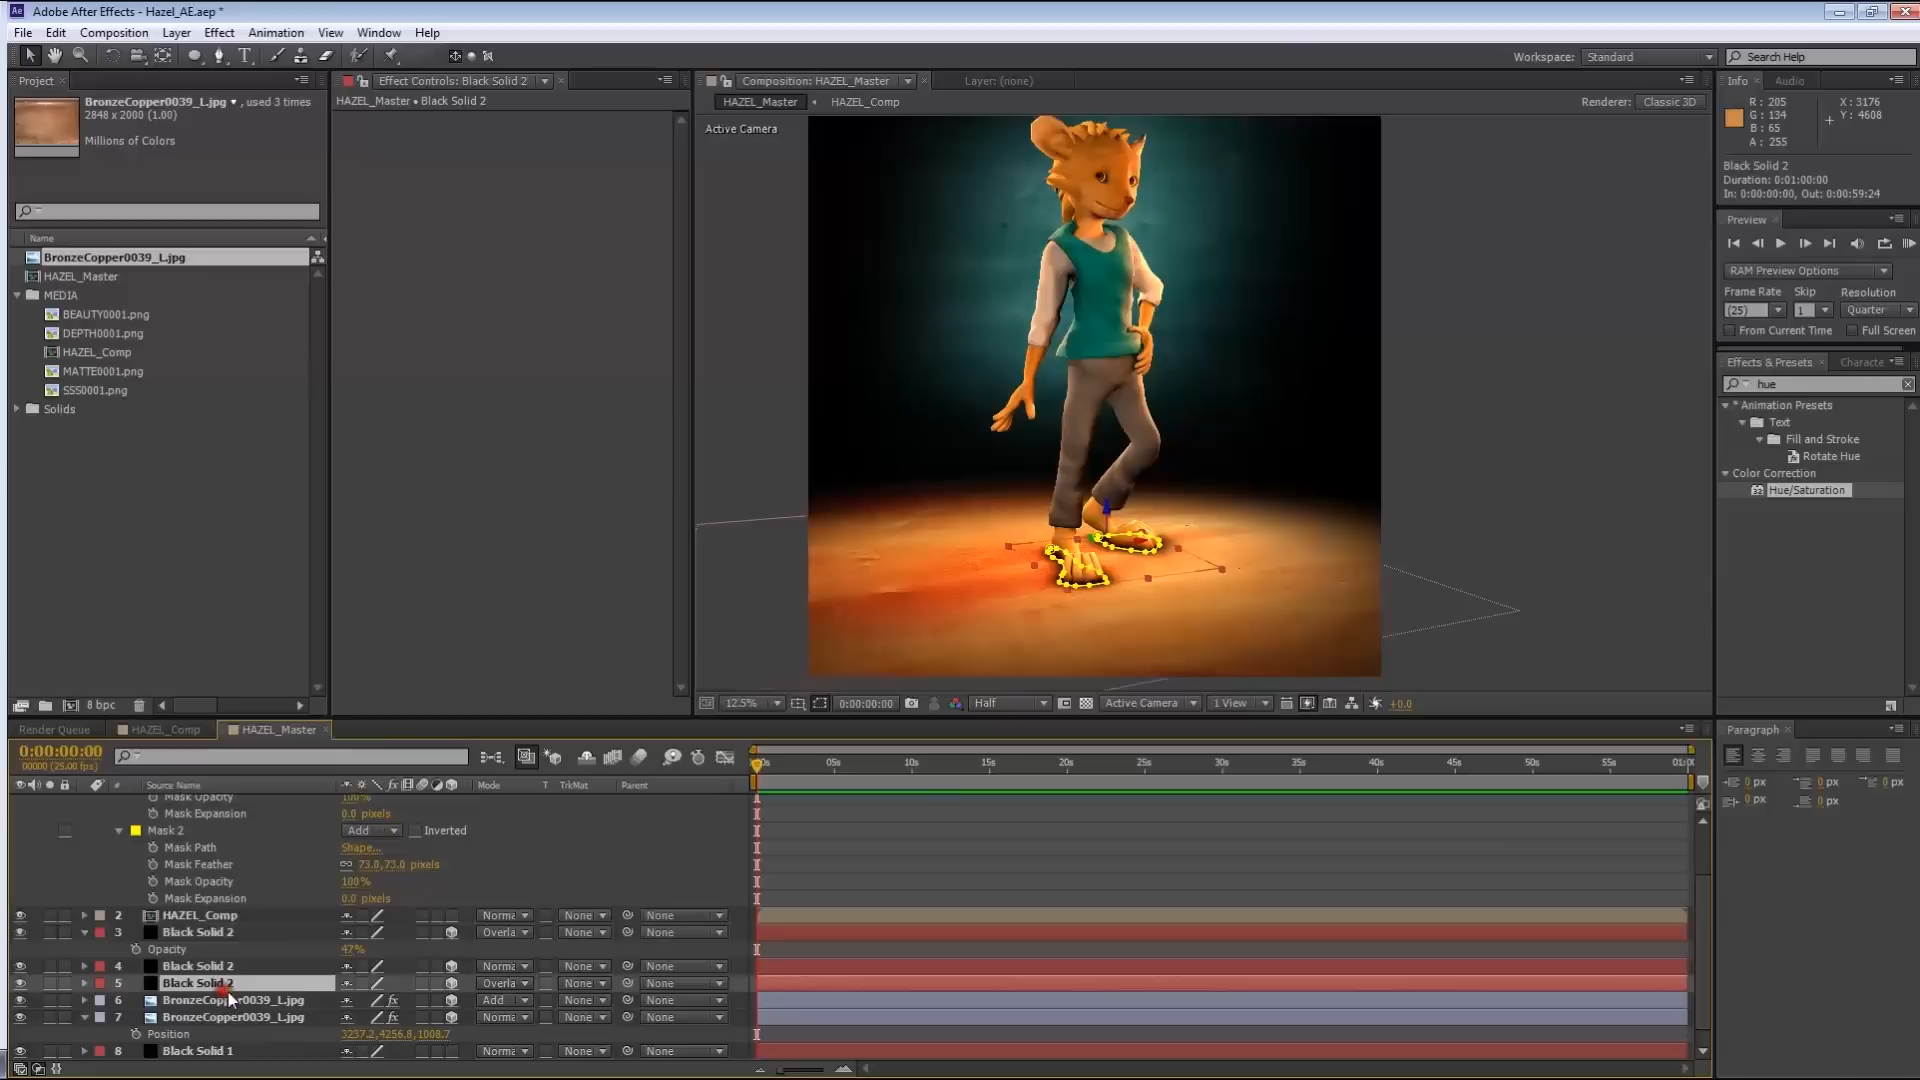 Adobe After Effects - Hazel_AE.aep *
File Edit Composition Layer Effect Animation View Window Help
Workspace: Standard Search Help
Project
BronzeCopper0039_L.jpg ▾, used 3 times
2848 x 2000 (1.00)
Millions of Colors
Name
BronzeCopper0039_L.jpg
HAZEL_Master
MEDIA
BEAUTY0001.png
DEPTH0001.png
HAZEL_Comp
MATTE0001.png
SSS0001.png
Solids
8 bpc
Effect Controls: Black Solid 2
HAZEL_Master • Black Solid 2
Composition: HAZEL_Master Layer: (none)
HAZEL_Master HAZEL_Comp Renderer: Classic 3D
Active Camera
12.5% 0:00:00:00 Half Active Camera 1 View +0.0
Info Audio
R: 205 X: 3176
G: 134 Y: 4608
B: 65
A: 255
Black Solid 2
Duration: 0:01:00:00
In: 0:00:00:00, Out: 0:00:59:24
Preview
RAM Preview Options
Frame Rate Skip Resolution
(25) 1 Quarter
From Current Time Full Screen
Effects & Presets Characte
hue
* Animation Presets
Text
Fill and Stroke
Rotate Hue
Color Correction
32 Hue/Saturation
Paragraph
0 px 0 px 0 px
0 px 0 px
Render Queue HAZEL_Comp HAZEL_Master
0:00:00:00
00000 (25.00 fps)
05s 10s 15s 20s 25s 30s 35s 40s 45s 50s 55s
# Source Name fx Mode T TrkMat Parent
Mask Opacity 100%
Mask Expansion 0.0 pixels
Mask 2 Add Inverted
Mask Path Shape...
Mask Feather 73.0,73.0 pixels
Mask Opacity 100%
Mask Expansion 0.0 pixels
2 HAZEL_Comp Norma None None
3 Black Solid 2 Overla None None
Opacity 47%
4 Black Solid 2 Norma None None
5 Black Solid 2 Overla None None
6 BronzeCopper0039_L.jpg fx Add None None
7 BronzeCopper0039_L.jpg fx Norma None None
Position 3237.2,4256.8,1008.7
8 Black Solid 1 Norma None None